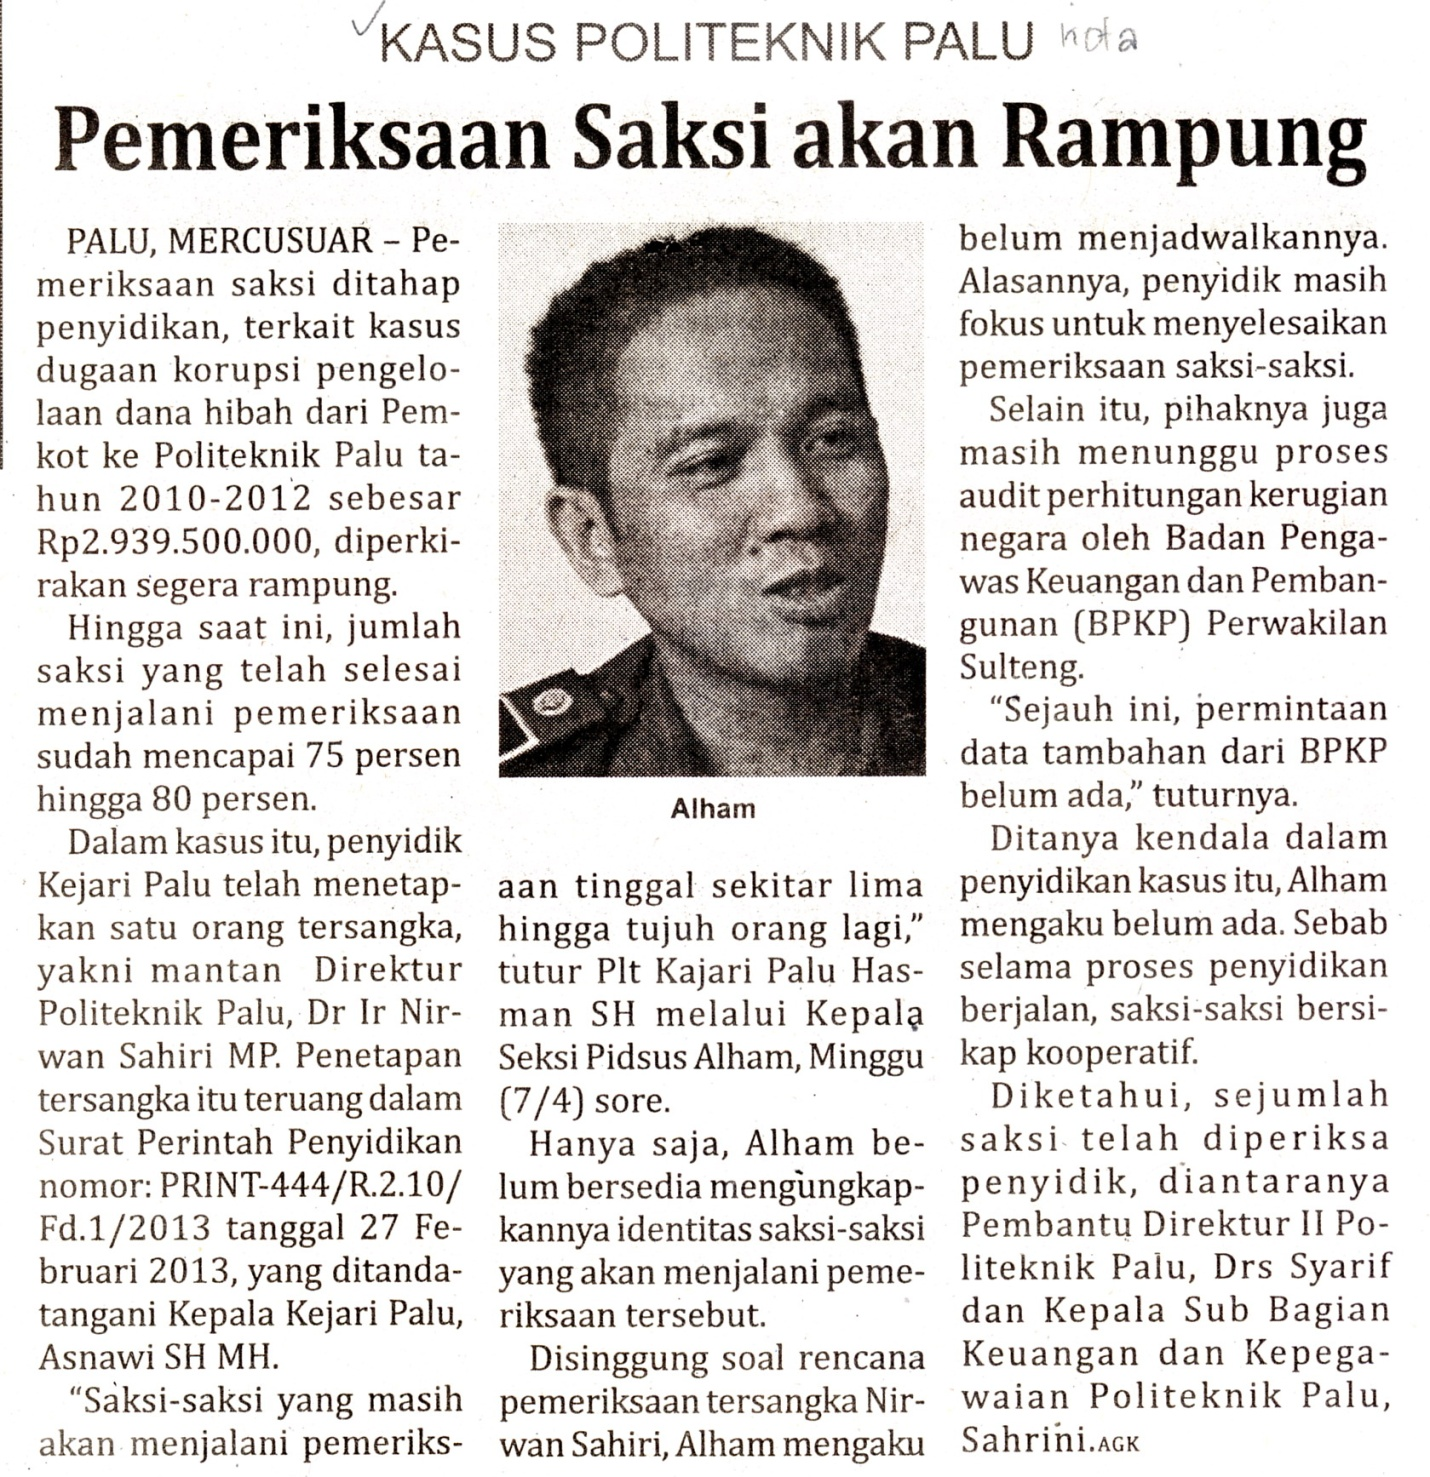 KASUS POLITEKNIK PALU kota
Pemeriksaan Saksi akan Rampung
PALU, MERCUSUAR – Pe-
meriksaan saksi ditahap
penyidikan, terkait kasus
dugaan korupsi pengelo-
laan dana hibah dari Pem-
kot ke Politeknik Palu ta-
hun 2010-2012 sebesar
Rp2.939.500.000, diperki-
rakan segera rampung.
Hingga saat ini, jumlah
saksi yang telah selesai
menjalani pemeriksaan
sudah mencapai 75 persen
hingga 80 persen.
Dalam kasus itu, penyidik
Kejari Palu telah menetap-
kan satu orang tersangka,
yakni mantan Direktur
Politeknik Palu, Dr Ir Nir-
wan Sahiri MP. Penetapan
tersangka itu teruang dalam
Surat Perintah Penyidikan
nomor: PRINT-444/R.2.10/
Fd.1/2013 tanggal 27 Fe-
bruari 2013, yang ditanda-
tangani Kepala Kejari Palu,
Asnawi SH MH.
“Saksi-saksi yang masih
akan menjalani pemeriks-
Alham
aan tinggal sekitar lima
hingga tujuh orang lagi,”
tutur Plt Kajari Palu Has-
man SH melalui Kepala
Seksi Pidsus Alham, Minggu
(7/4) sore.
Hanya saja, Alham be-
lum bersedia mengungkap-
kannya identitas saksi-saksi
yang akan menjalani peme-
riksaan tersebut.
Disinggung soal rencana
pemeriksaan tersangka Nir-
wan Sahiri, Alham mengaku
belum menjadwalkannya.
Alasannya, penyidik masih
fokus untuk menyelesaikan
pemeriksaan saksi-saksi.
Selain itu, pihaknya juga
masih menunggu proses
audit perhitungan kerugian
negara oleh Badan Penga-
was Keuangan dan Pemban-
gunan (BPKP) Perwakilan
Sulteng.
“Sejauh ini, permintaan
data tambahan dari BPKP
belum ada,” tuturnya.
Ditanya kendala dalam
penyidikan kasus itu, Alham
mengaku belum ada. Sebab
selama proses penyidikan
berjalan, saksi-saksi bersi-
kap kooperatif.
Diketahui, sejumlah
saksi telah diperiksa
penyidik, diantaranya
Pembantu Direktur II Po-
liteknik Palu, Drs Syarif
dan Kepala Sub Bagian
Keuangan dan Kepega-
waian Politeknik Palu,
Sahrini.AGK